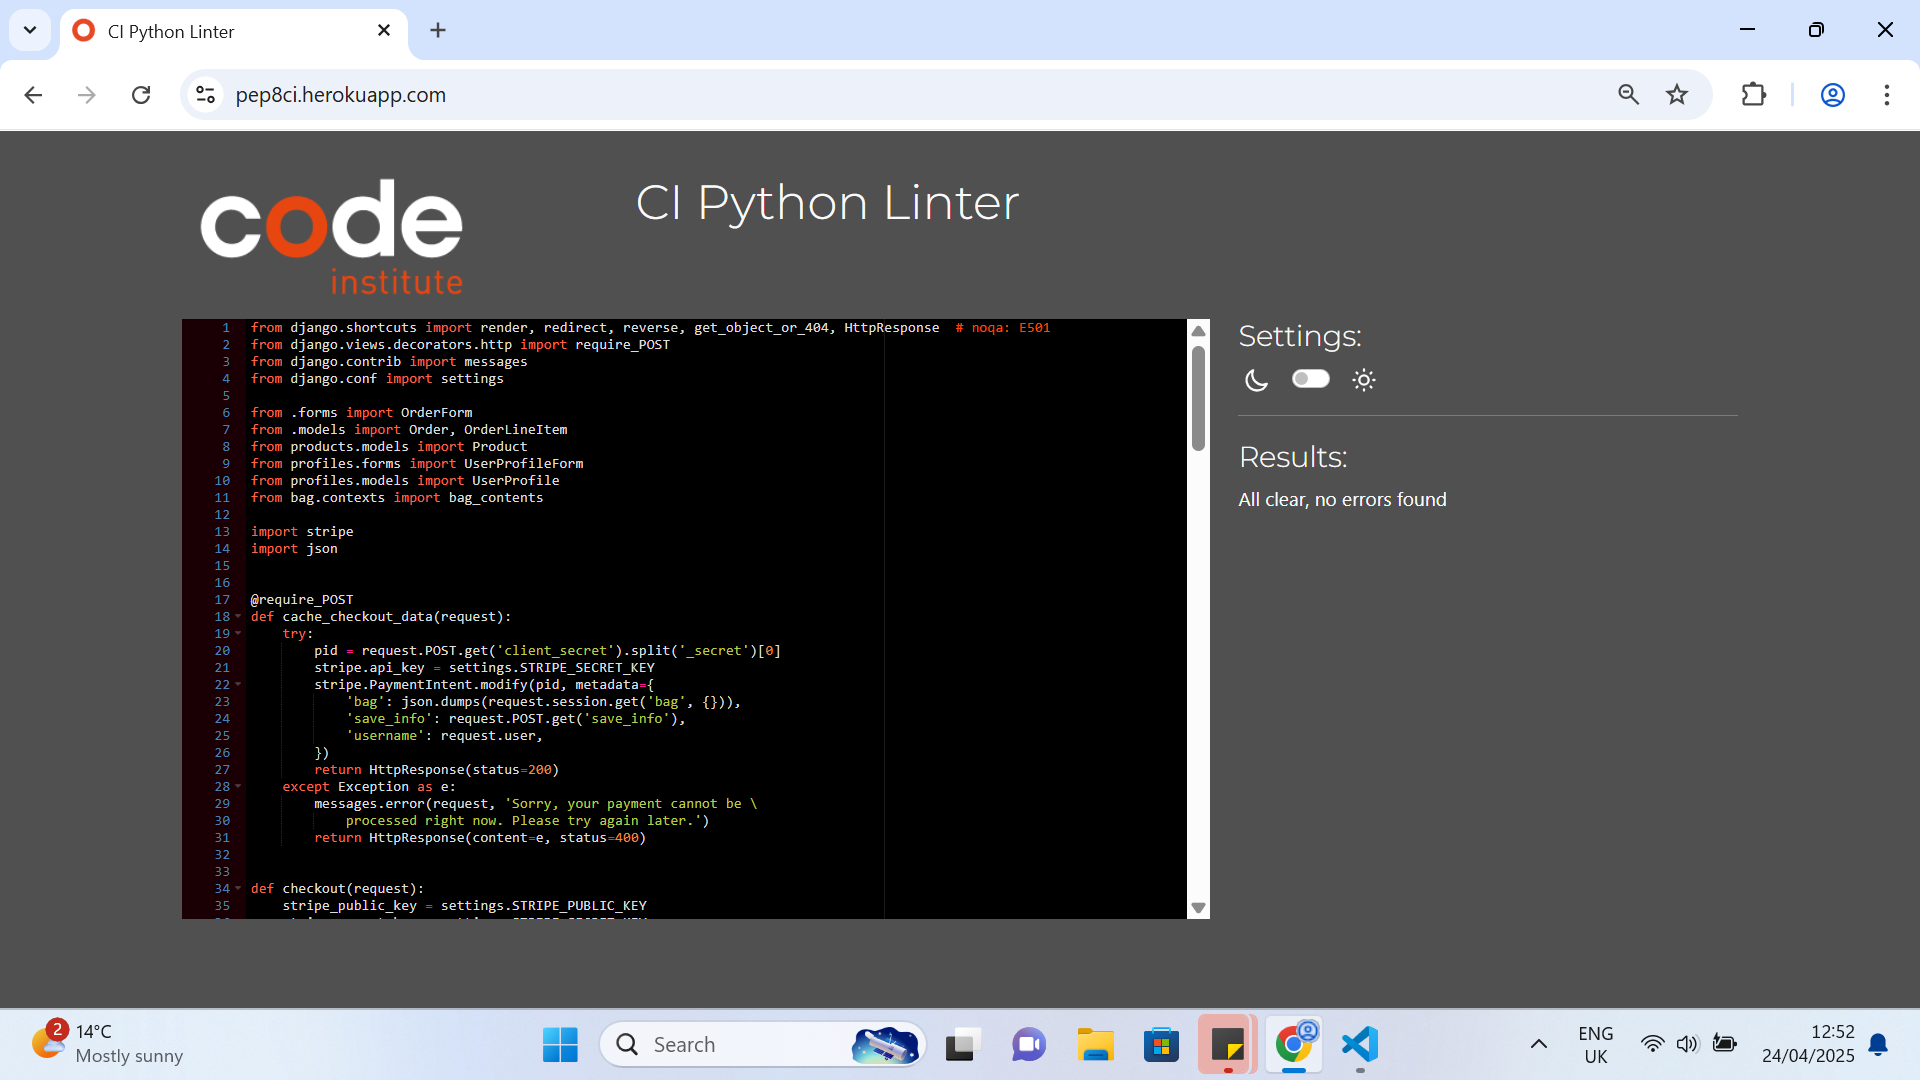 CI Python Linter
pep8ci.herokuapp.com
code
institute
CI Python Linter
1 from django.shortcuts import render, redirect, reverse, get_object_or_404, HttpResponse  # noqa: E501
2 from django.views.decorators.http import require_POST
3 from django.contrib import messages
4 from django.conf import settings
5
6 from .forms import OrderForm
7 from .models import Order, OrderLineItem
8 from products.models import Product
9 from profiles.forms import UserProfileForm
10 from profiles.models import UserProfile
11 from bag.contexts import bag_contents
12
13 import stripe
14 import json
15
16
17 @require_POST
18 def cache_checkout_data(request):
19     try:
20         pid = request.POST.get('client_secret').split('_secret')[0]
21         stripe.api_key = settings.STRIPE_SECRET_KEY
22         stripe.PaymentIntent.modify(pid, metadata={
23             'bag': json.dumps(request.session.get('bag', {})),
24             'save_info': request.POST.get('save_info'),
25             'username': request.user,
26         })
27         return HttpResponse(status=200)
28     except Exception as e:
29         messages.error(request, 'Sorry, your payment cannot be \
30             processed right now. Please try again later.')
31         return HttpResponse(content=e, status=400)
32
33
34 def checkout(request):
35     stripe_public_key = settings.STRIPE_PUBLIC_KEY
Settings:
Results:
All clear, no errors found
2
14°C
Mostly sunny
Search
ENG
UK
12:52
24/04/2025